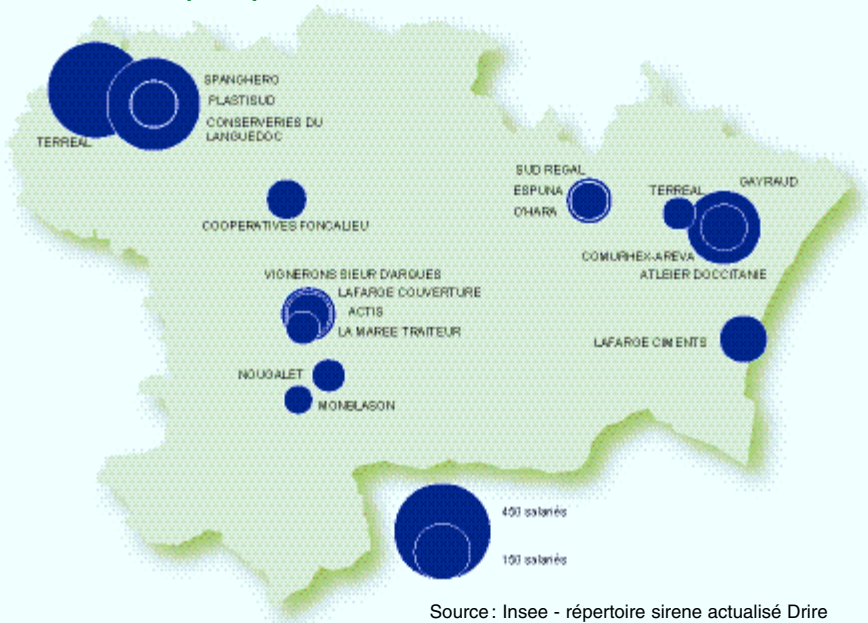 SPANGHERO
PLASTISUD
CONSERVERIES DU
LANGUEDOC
TERREAL
SUD REGAL
ESPUNA
O'HARA
TERREAL
GAYRAUD
COOPERATIVES FONCALIEU
COMURHEX-AREVA
ATLEIER DOCCITANIE
VIGNERONS SIEUR D'ARQUES
LAFARGE COUVERTURE
ACTIS
LA MAREE TRAITEUR
LAFARGE CIMENTS
NOUGALET
MONBLASON
450 salariés
150 salariés
Source : Insee - répertoire sirene actualisé Drire